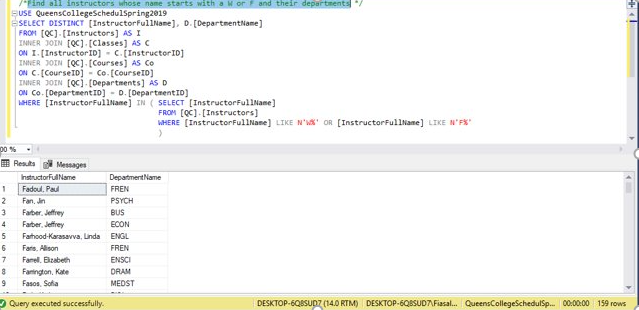 /*Find all instructors whose name starts with a W or F and their departments */
USE QueensCollegeSchedulSpring2019
SELECT DISTINCT [InstructorFullName], D.[DepartmentName]
FROM [QC].[Instructors] AS I
INNER JOIN [QC].[Classes] AS C
ON I.[InstructorID] = C.[InstructorID]
INNER JOIN [QC].[Courses] AS Co
ON C.[CourseID] = Co.[CourseID]
INNER JOIN [QC].[Departments] AS D
ON Co.[DepartmentID] = D.[DepartmentID]
WHERE [InstructorFullName] IN ( SELECT [InstructorFullName]
FROM [QC].[Instructors]
WHERE [InstructorFullName] LIKE N'W%' OR [InstructorFullName] LIKE N'F%'
)
00 %
Results Messages
InstructorFullName DepartmentName
1 Fadoul, Paul FREN
2 Fan, Jin PSYCH
3 Farber, Jeffrey BUS
4 Farber, Jeffrey ECON
5 Farhood-Karasavva, Linda ENGL
6 Faris, Allison FREN
7 Farrell, Elizabeth ENSCI
8 Farrington, Kate DRAM
9 Fasos, Sofia MEDST
Query executed successfully. DESKTOP-6Q8SUD7 (14.0 RTM) DESKTOP-6Q8SUD7\Fiasal... QueensCollegeSchedulSp... 00:00:00 159 rows